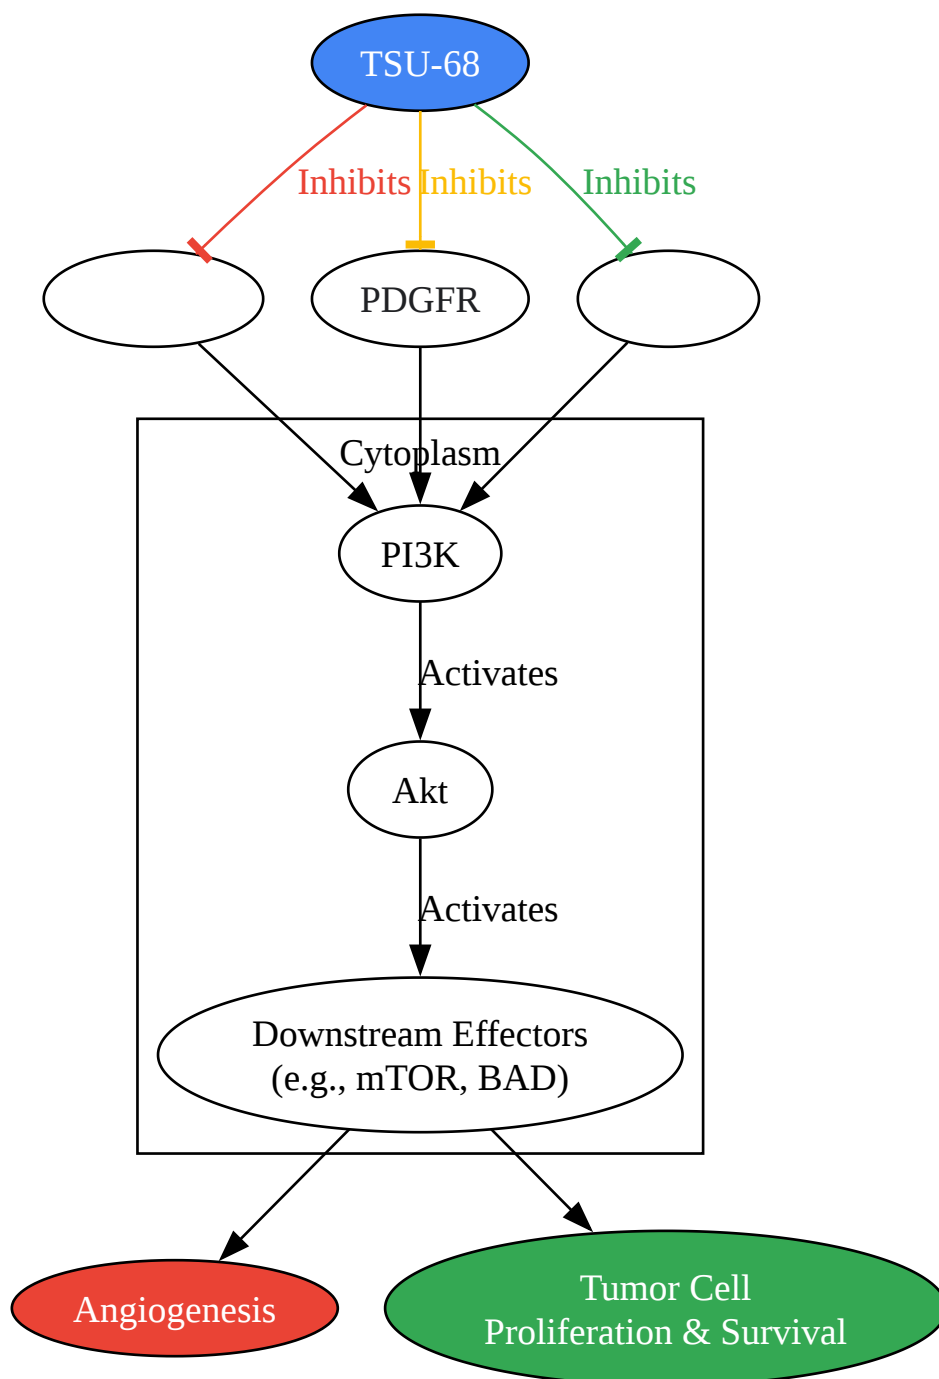 TSU-68
Inhibits
Inhibits
Inhibits
PDGFR
Cytoplasm
PI3K
Activates
Akt
Activates
Downstream Effectors
(e.g., mTOR, BAD)
Angiogenesis
Tumor Cell
Proliferation & Survival